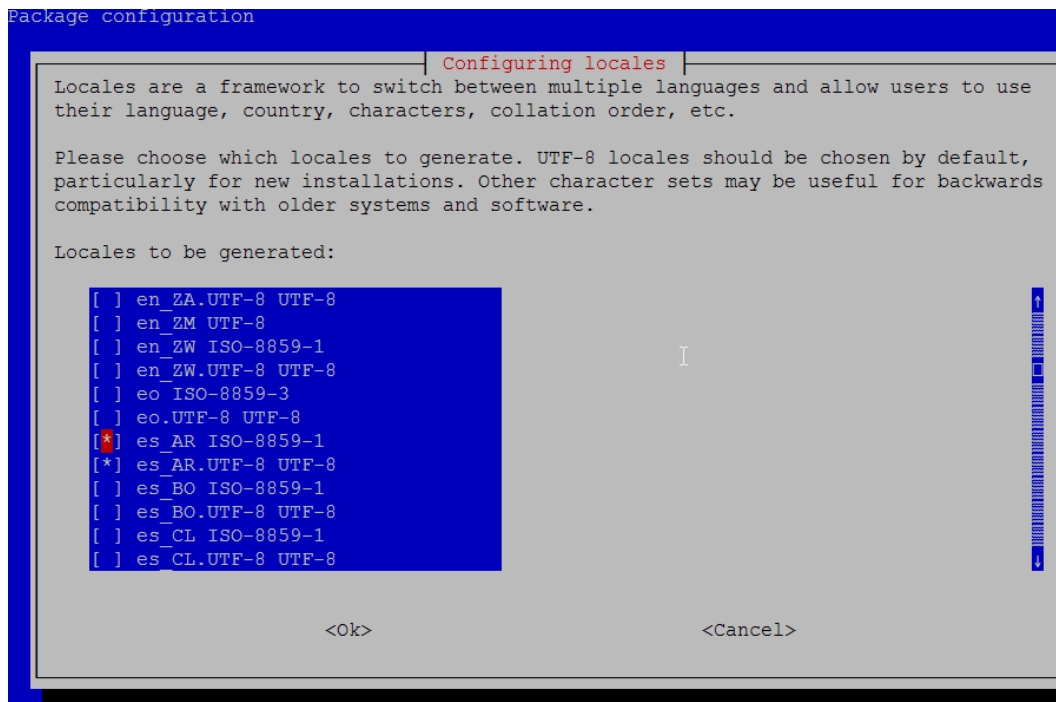 Package configuration
Configuring locales
Locales are a framework to switch between multiple languages and allow users to use
their language, country, characters, collation order, etc.
Please choose which locales to generate. UTF-8 locales should be chosen by default,
particularly for new installations. Other character sets may be useful for backwards
compatibility with older systems and software.
Locales to be generated:
[ ] en_ZA.UTF-8 UTF-8
[ ] en_ZM UTF-8
[ ] en_ZW ISO-8859-1
[ ] en_ZW.UTF-8 UTF-8
[ ] eo ISO-8859-3
[ ] eo.UTF-8 UTF-8
[*] es_AR ISO-8859-1
[*] es_AR.UTF-8 UTF-8
[ ] es_BO ISO-8859-1
[ ] es_BO.UTF-8 UTF-8
[ ] es_CL ISO-8859-1
[ ] es_CL.UTF-8 UTF-8
<Ok> <Cancel>